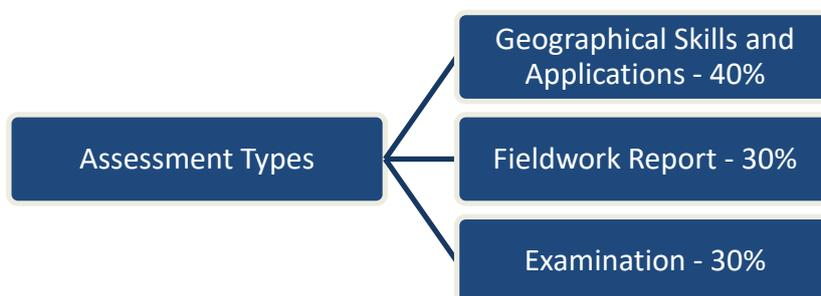 Geographical Skills and
Applications - 40%
Assessment Types
Fieldwork Report - 30%
Examination - 30%